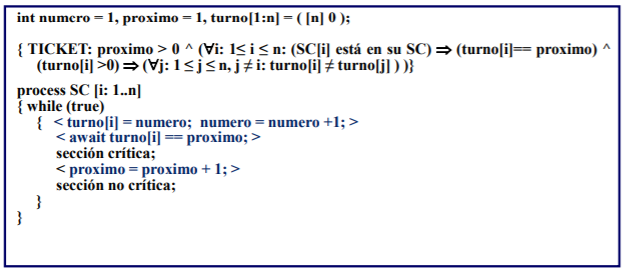 int numero = 1, proximo = 1, turno[1:n] = ( [n] 0 );
{ TICKET: proximo > 0 ^ (∀i: 1≤ i ≤ n: (SC[i] está en su SC) ⇒ (turno[i]== proximo) ^
(turno[i] >0) ⇒ (∀j: 1 ≤ j ≤ n, j ≠ i: turno[i] ≠ turno[j] ) )}
process SC [i: 1..n]
{ while (true)
{ < turno[i] = numero; numero = numero +1; >
< await turno[i] == proximo; >
sección crítica;
< proximo = proximo + 1; >
sección no crítica;
}
}